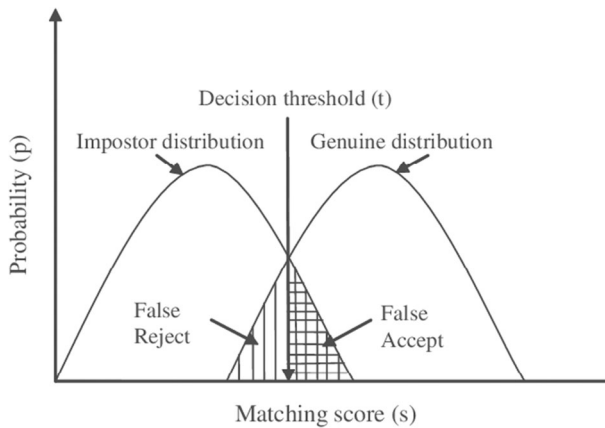 Decision threshold (t)
Impostor distribution
Genuine distribution
Probability (p)
False
Reject
False
Accept
Matching score (s)